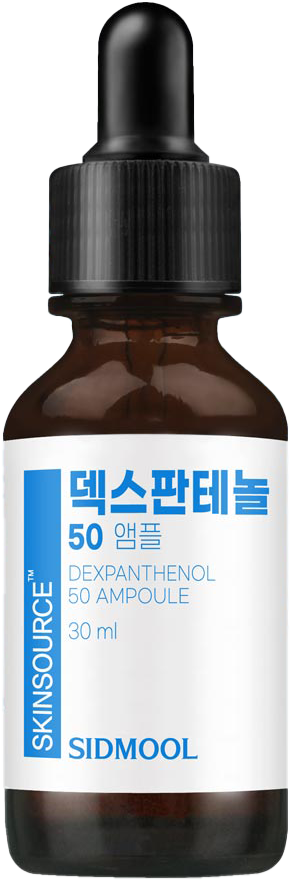 덱스판테놀
50 앰플
DEXPANTHENOL
50 AMPOULE
30 ml
SKINSOURCE™
SIDMOOL